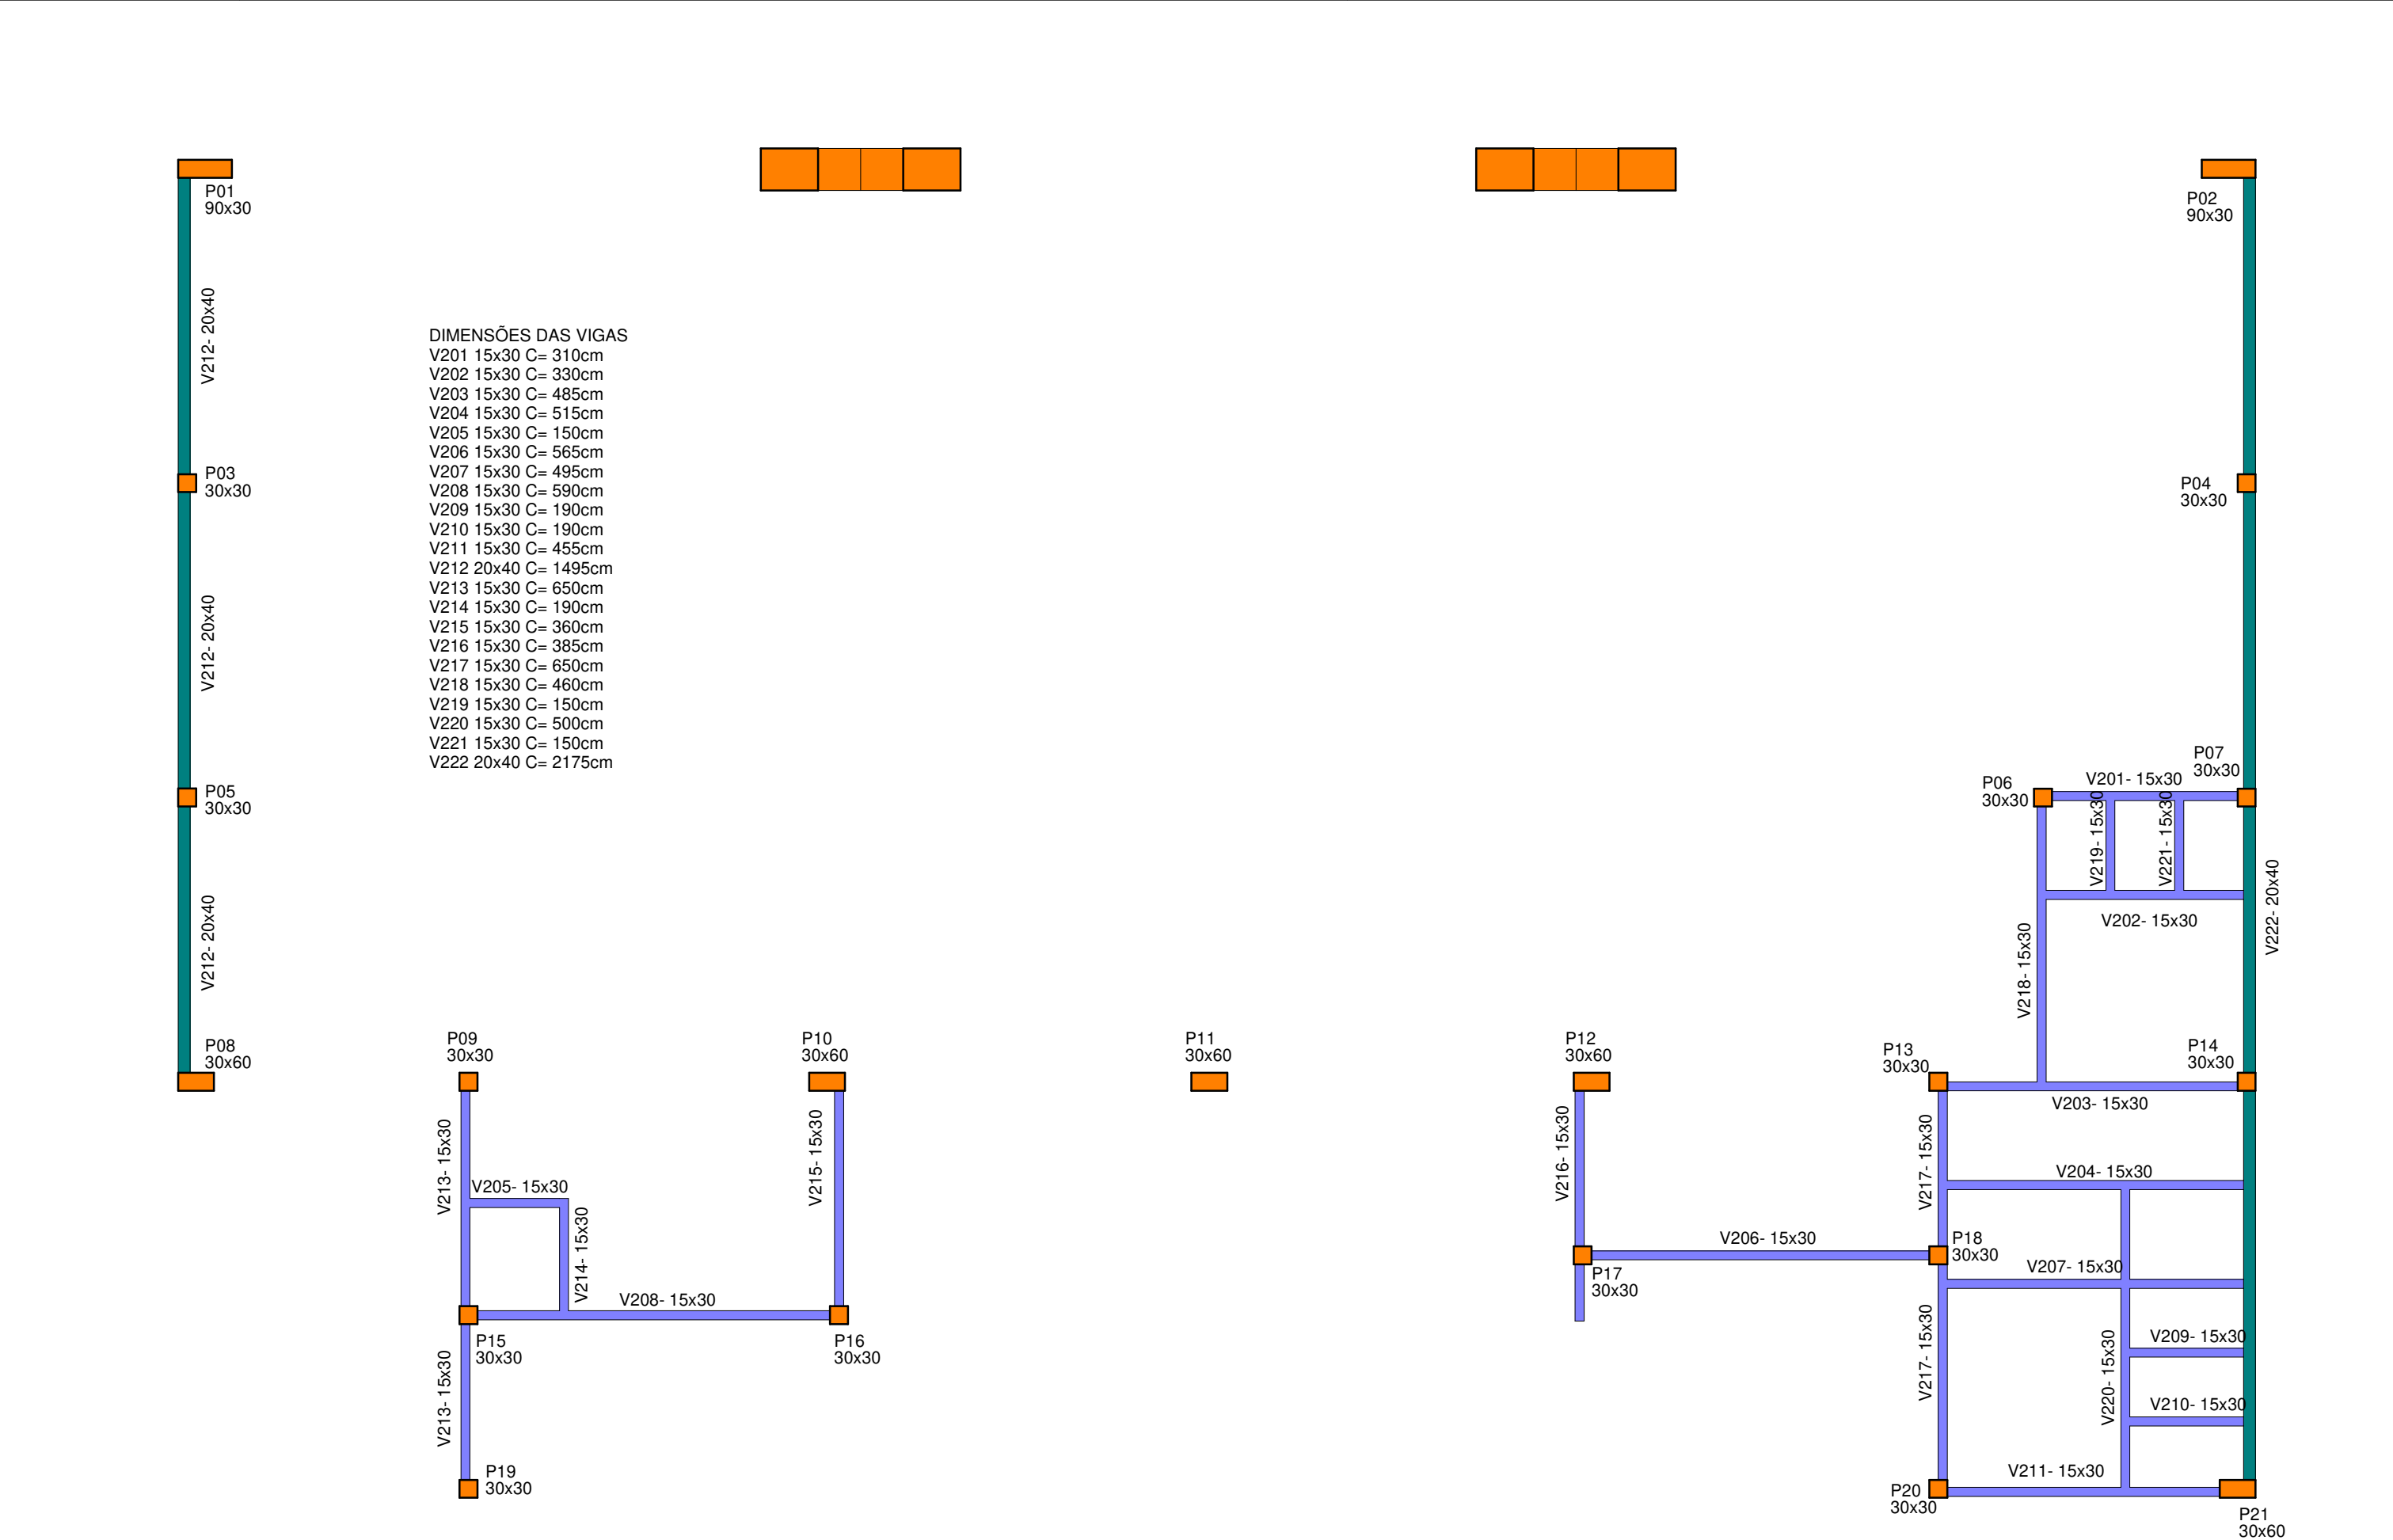 P01
90x30
P02
90x30
V212- 20x40
DIMENSÕES DAS VIGAS
V201 15x30 C= 310cm
V202 15x30 C= 330cm
V203 15x30 C= 485cm
V204 15x30 C= 515cm
V205 15x30 C= 150cm
V206 15x30 C= 565cm
V207 15x30 C= 495cm
V208 15x30 C= 590cm
V209 15x30 C= 190cm
V210 15x30 C= 190cm
V211 15x30 C= 455cm
V212 20x40 C= 1495cm
V213 15x30 C= 650cm
V214 15x30 C= 190cm
V215 15x30 C= 360cm
V216 15x30 C= 385cm
V217 15x30 C= 650cm
V218 15x30 C= 460cm
V219 15x30 C= 150cm
V220 15x30 C= 500cm
V221 15x30 C= 150cm
V222 20x40 C= 2175cm
P03
30x30
P04
30x30
V212- 20x40
P05
30x30
P06
30x30
V201- 15x30
P07
30x30
V219- 15x30
V221- 15x30
V222- 20x40
V202- 15x30
V218- 15x30
V212- 20x40
P08
30x60
P09
30x30
P10
30x60
P11
30x60
P12
30x60
P13
30x30
P14
30x30
V203- 15x30
V213- 15x30
V205- 15x30
V214- 15x30
V215- 15x30
V216- 15x30
V217- 15x30
V204- 15x30
V206- 15x30
P18
30x30
V207- 15x30
P17
30x30
V208- 15x30
P15
30x30
P16
30x30
V213- 15x30
V217- 15x30
V220- 15x30
V209- 15x30
V210- 15x30
P19
30x30
V211- 15x30
P20
30x30
P21
30x60